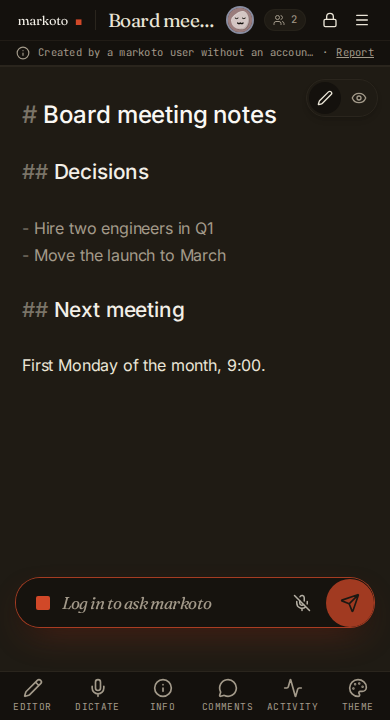 markoto
Board mee…
2
Created by a markoto user without an accoun… · Report
# Board meeting notes
## Decisions
- Hire two engineers in Q1
- Move the launch to March
## Next meeting
First Monday of the month, 9:00.
Log in to ask markoto
EDITOR DICTATE INFO COMMENTS ACTIVITY THEME